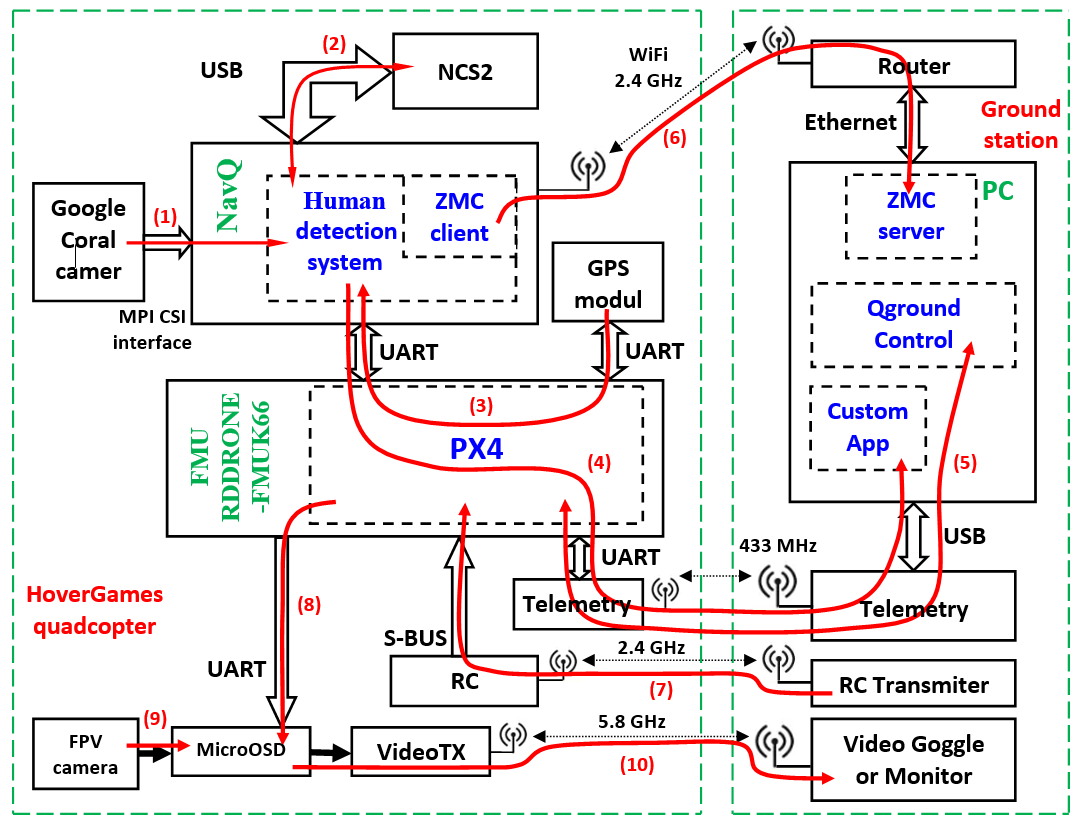 (2)
USB
NCS2
WiFi
2.4 GHz
(6)
Router
Ethernet
Ground
station
NavQ
Human
detection
system
ZMC
client
ZMC
server
PC
Google
Coral
camer
(1)
MPI CSI
interface
GPS
modul
Qground
Control
UART
UART
(3)
Custom
App
FMU
RDDRONE
-FMUK66
PX4
(4)
(5)
UART
433 MHz
USB
HoverGames
quadcopter
(8)
Telemetry
Telemetry
S-BUS
2.4 GHz
UART
RC
(7)
RC Transmiter
(9)
5.8 GHz
FPV
camera
MicroOSD
VideoTX
(10)
Video Goggle
or Monitor